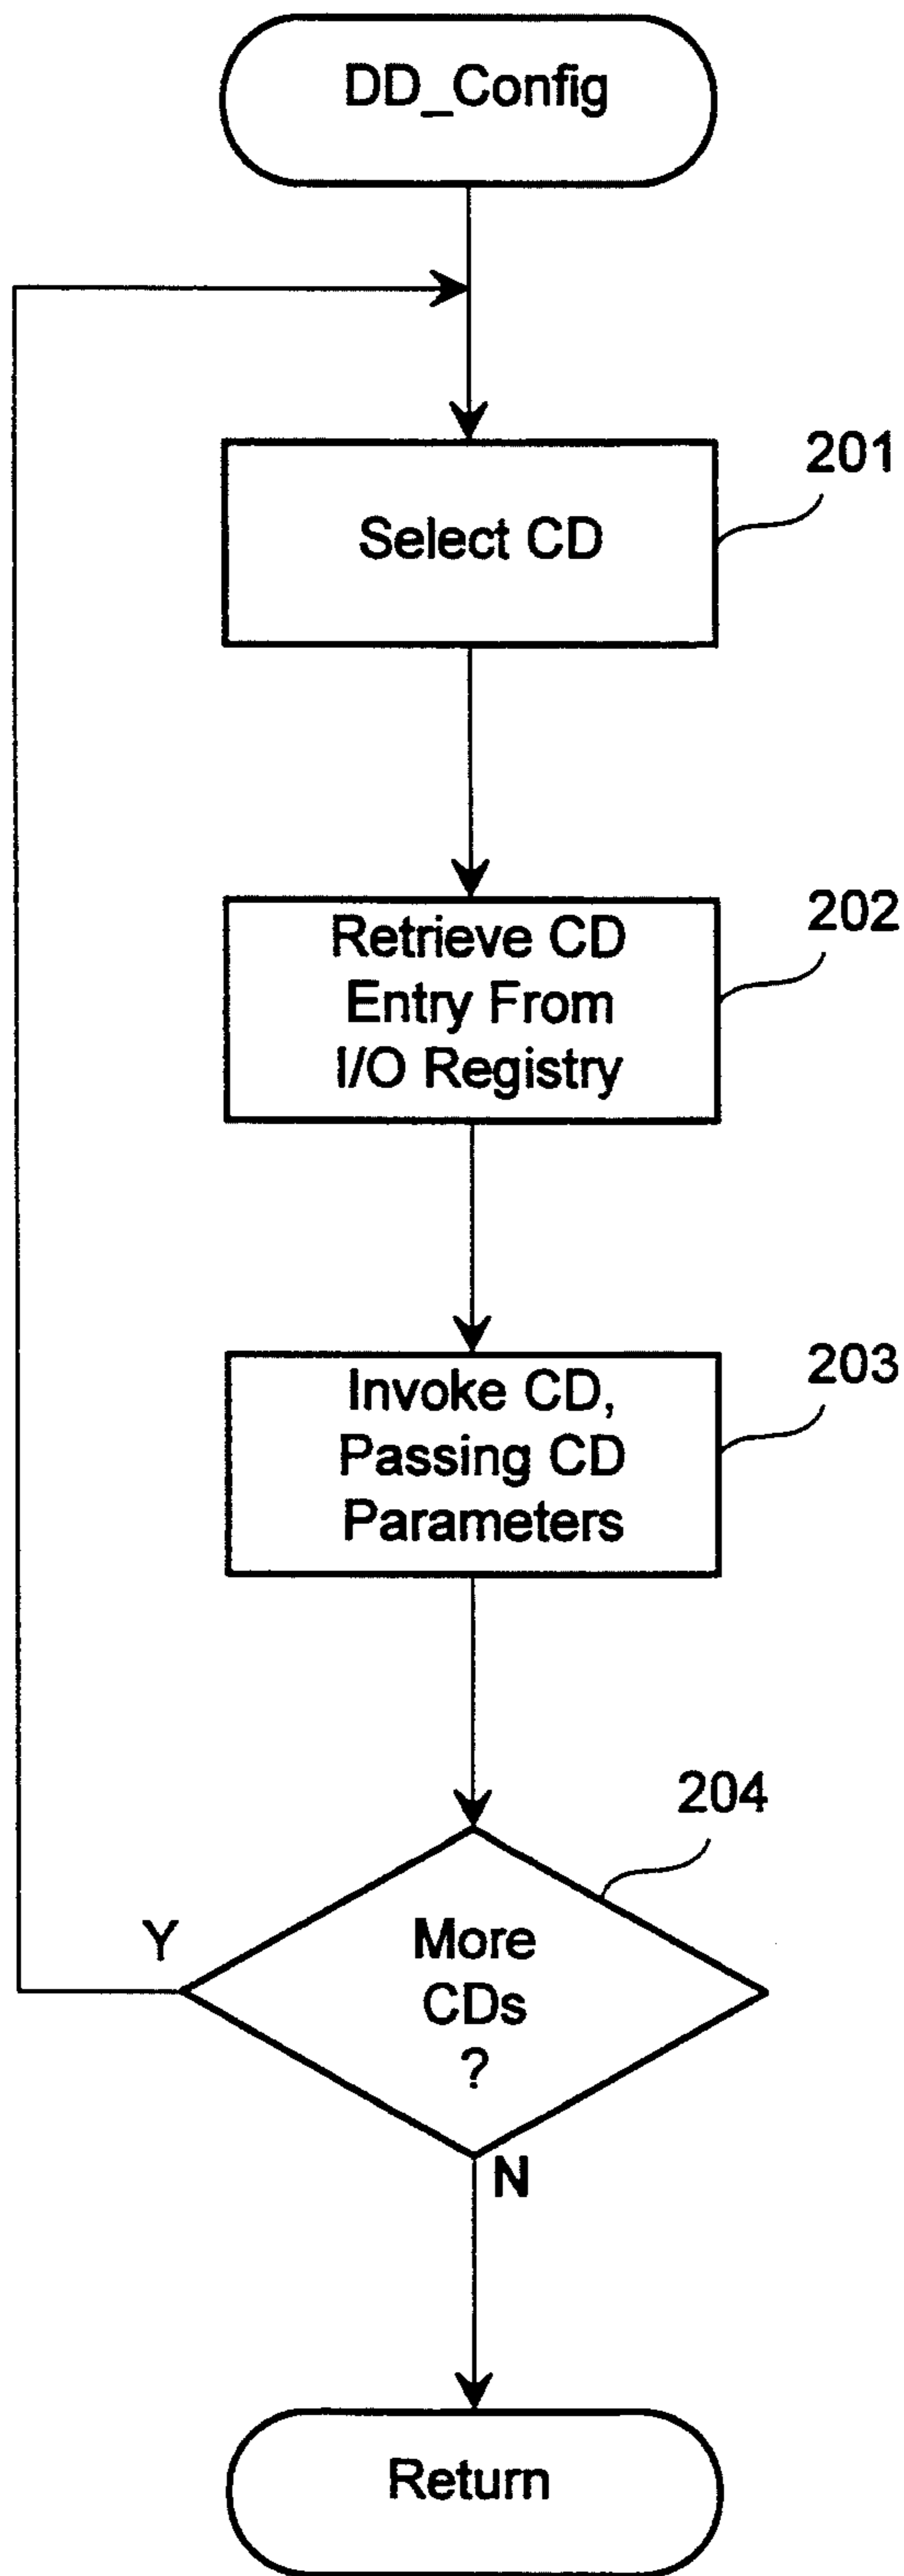 DD_Config
201
Select CD
202
Retrieve CD
Entry From
I/O Registry
203
Invoke CD,
Passing CD
Parameters
204
Y
More
CDs
?
N
Return